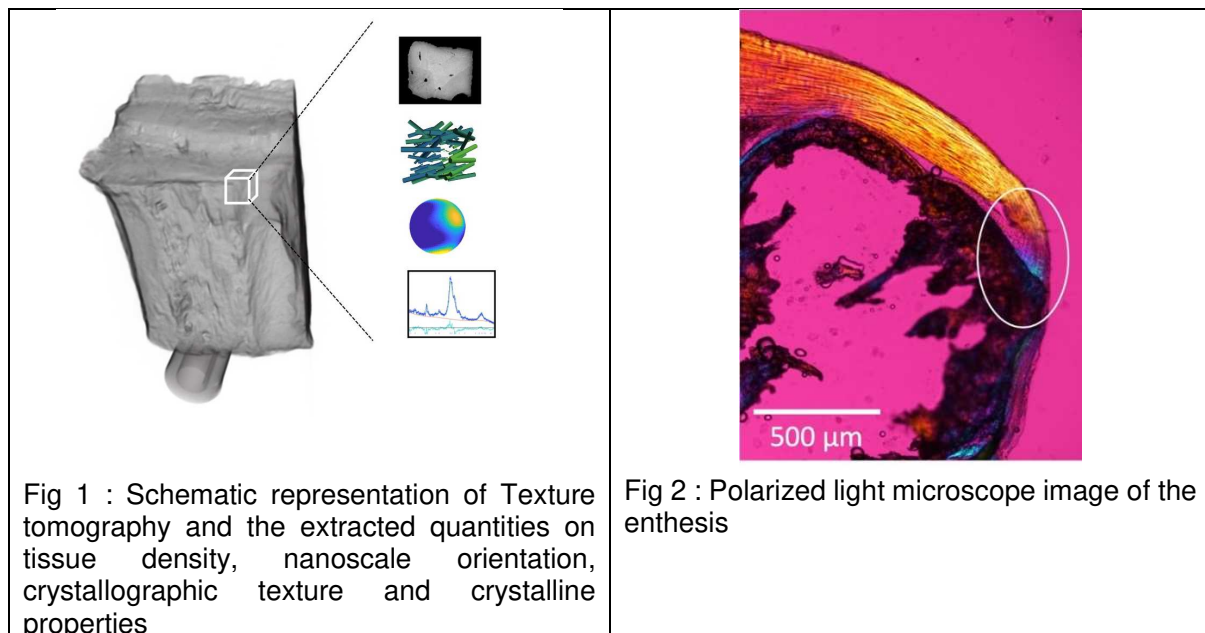 500 µm
Fig 1 : Schematic representation of Texture
tomography and the extracted quantities on
tissue density, nanoscale orientation,
crystallographic texture and crystalline
properties
Fig 2 : Polarized light microscope image of the
enthesis